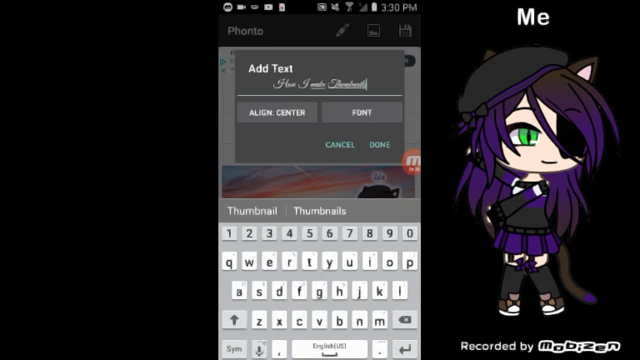 3:30 PM
Me
Phonto
Add Text
How I make Thumbnails
ALIGN: CENTER FONT
CANCEL DONE
Thumbnail Thumbnails
1 2 3 4 5 6 7 8 9 0
q w e r t y u i o p
a s d f g h j k l
z x c v b n m
Sym , English(US) .
Recorded by Mobizen